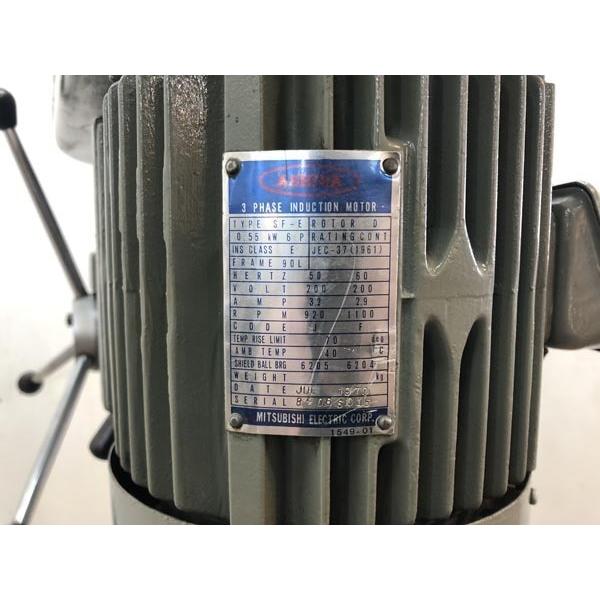 3 PHASE INDUCTION MOTOR
TYPE SF-E ROTOR D
0.55 kW 6 P RATING CONT
INS CLASS E JEC-37(1961)
FRAME 90L
HERTZ 50 60
VOLT 200 200
AMP 3.2 2.9
RPM 920 1100
CODE J F
TEMP RISE LIMIT 70 deg
AMB TEMP 40 °C
SHIELD BALL BRG 6205 6204
WEIGHT kg
DATE JUL 1970
SERIAL
MITSUBISHI ELECTRIC CORP.
1549-01